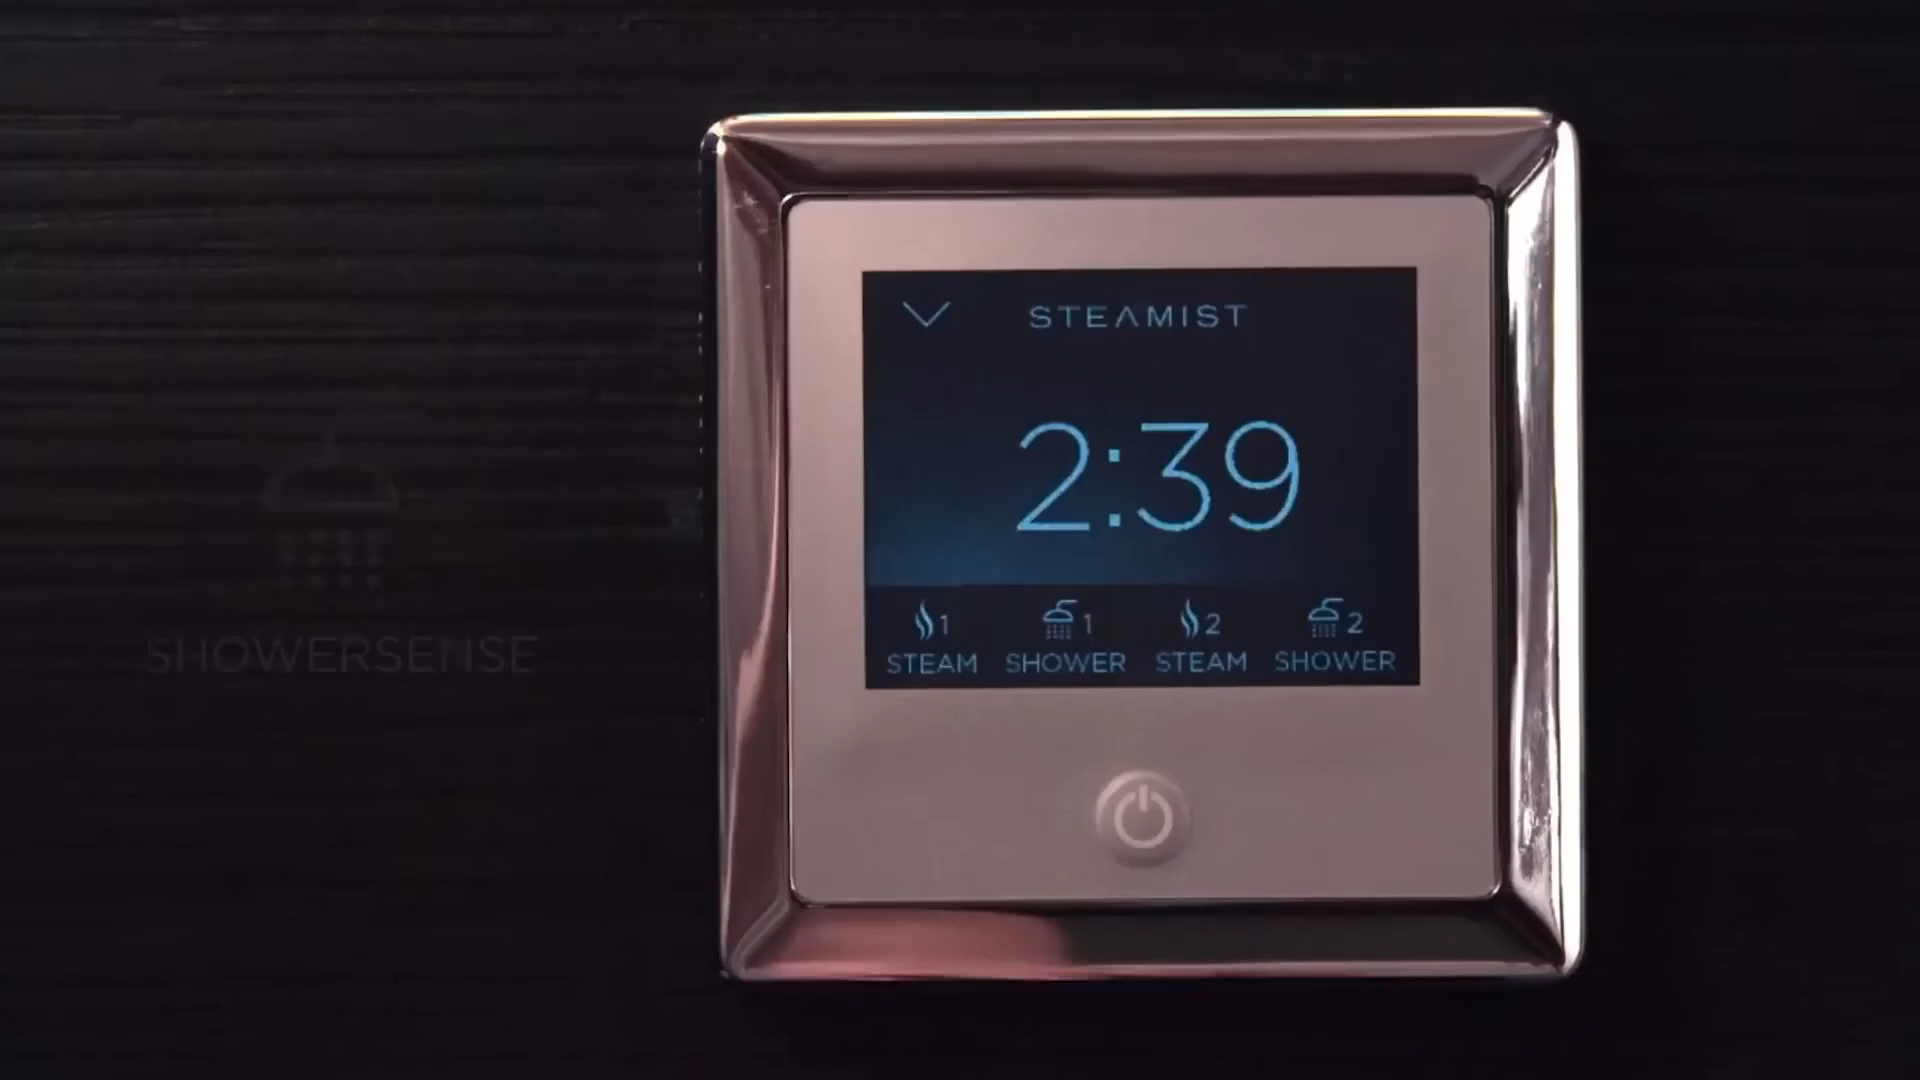 STEAMIST
2:39
1 1 2 2
STEAM SHOWER STEAM SHOWER
SHOWERSENSE